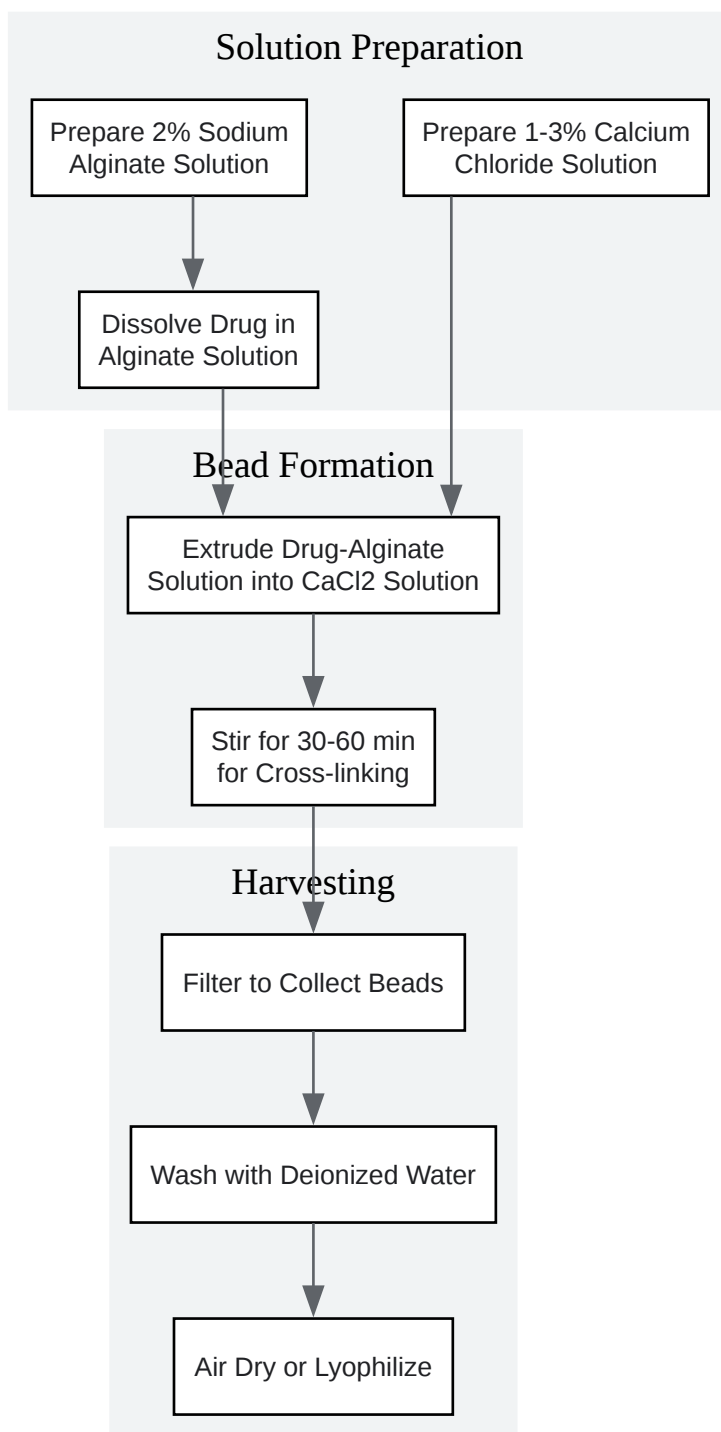 Solution Preparation
Prepare 2% Sodium
Alginate Solution
Prepare 1-3% Calcium
Chloride Solution
Dissolve Drug in
Alginate Solution
Bead Formation
Extrude Drug-Alginate
Solution into CaCl2 Solution
Stir for 30-60 min
for Cross-linking
Harvesting
Filter to Collect Beads
Wash with Deionized Water
Air Dry or Lyophilize